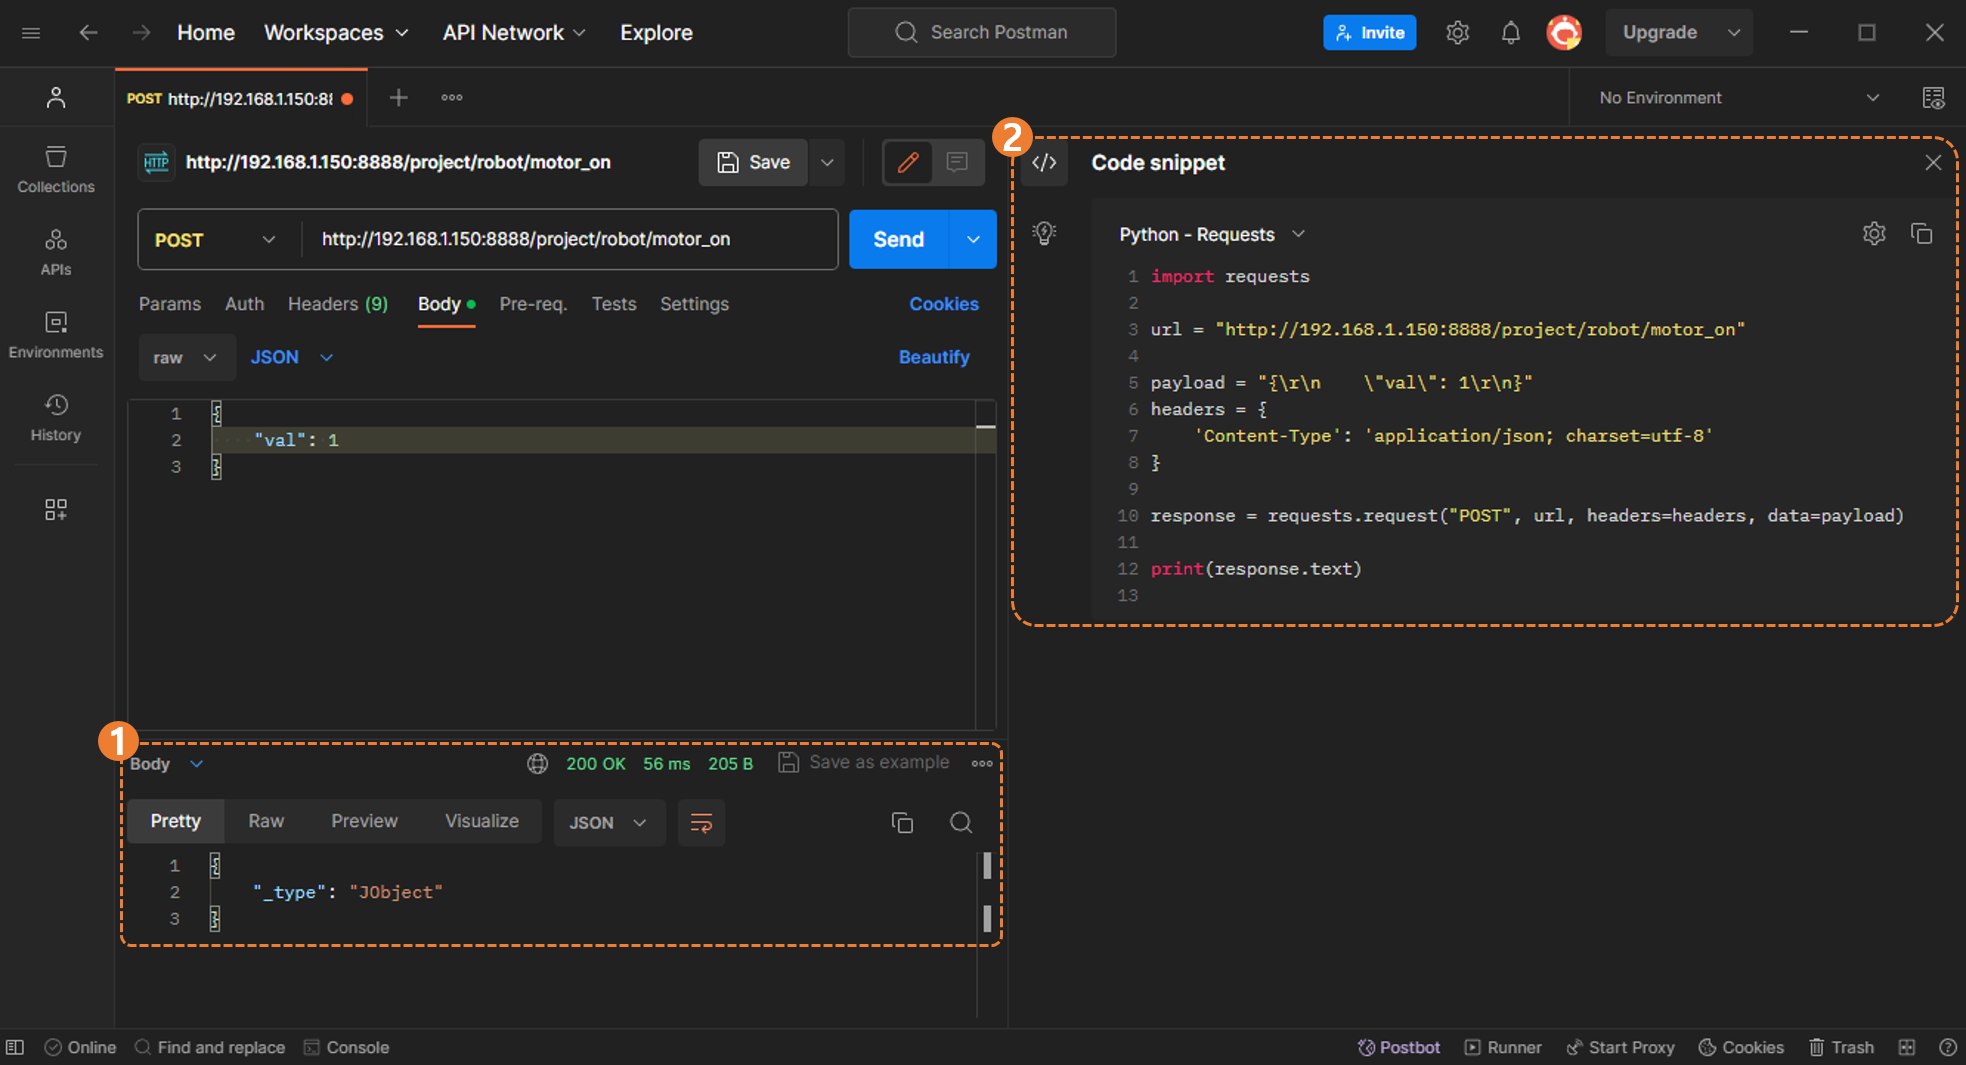 Home Workspaces API Network Explore Search Postman Invite Upgrade
POST http://192.168.1.150:88 No Environment
HTTP http://192.168.1.150:8888/project/robot/motor_on Save
POST http://192.168.1.150:8888/project/robot/motor_on Send
Params Auth Headers (9) Body Pre-req. Tests Settings Cookies
raw JSON Beautify
1 {
2 "val": 1
3 }
Collections
APIs
Environments
History
2
</> Code snippet
Python - Requests
1 import requests
2
3 url = "http://192.168.1.150:8888/project/robot/motor_on"
4
5 payload = "{\r\n    \"val\": 1\r\n}"
6 headers = {
7 'Content-Type': 'application/json; charset=utf-8'
8 }
9
10 response = requests.request("POST", url, headers=headers, data=payload)
11
12 print(response.text)
13
1
Body 200 OK 56 ms 205 B Save as example
Pretty Raw Preview Visualize JSON
1 {
2 "_type": "JObject"
3 }
Online Find and replace Console Postbot Runner Start Proxy Cookies Trash